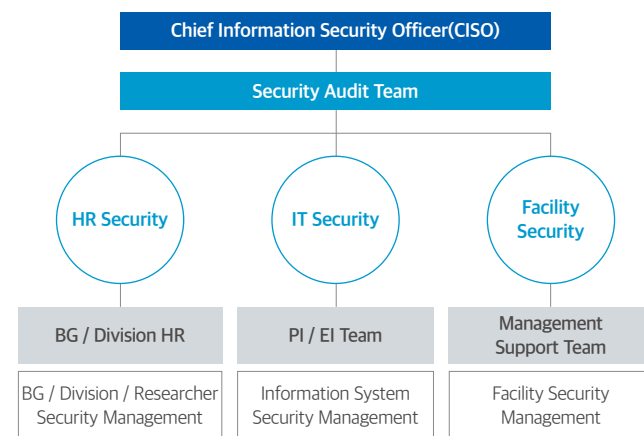 Chief Information Security Officer(CISO)
Security Audit Team
HR Security
IT Security
Facility
Security
BG / Division HR
PI / EI Team
Management
Support Team
BG / Division / Researcher
Security Management
Information System
Security Management
Facility Security
Management